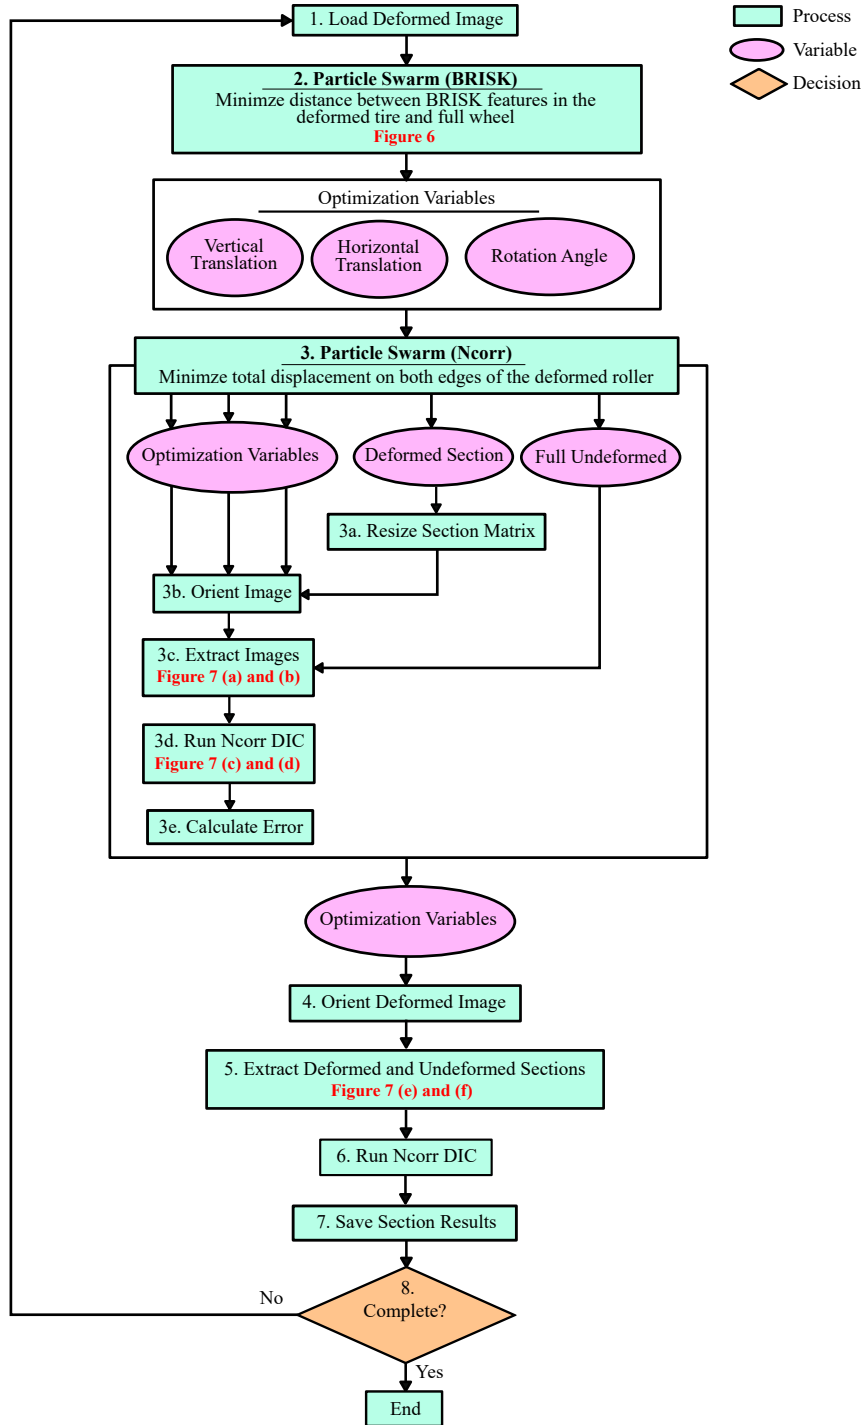 1. Load Deformed Image
Process
Variable
Decision
2. Particle Swarm (BRISK)
Minimze distance between BRISK features in the
deformed tire and full wheel
Figure 6
Optimization Variables
Vertical
Translation
Horizontal
Translation
Rotation Angle
3. Particle Swarm (Ncorr)
Minimze total displacement on both edges of the deformed roller
Optimization Variables
Deformed Section
Full Undeformed
3a. Resize Section Matrix
3b. Orient Image
3c. Extract Images
Figure 7 (a) and (b)
3d. Run Ncorr DIC
Figure 7 (c) and (d)
3e. Calculate Error
Optimization Variables
4. Orient Deformed Image
5. Extract Deformed and Undeformed Sections
Figure 7 (e) and (f)
6. Run Ncorr DIC
7. Save Section Results
8.
Complete?
No
Yes
End